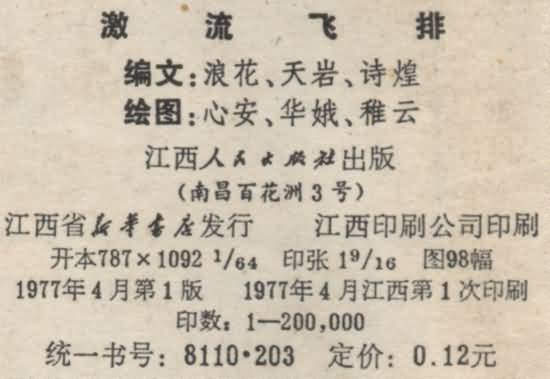 激流飞排
编文:浪花、天岩、诗煌
绘图:心安、华娥、稚云
江西人民出版社出版
(南昌百花洲3号)
江西省新华书店发行 江西印刷公司印刷
开本787×1092 1/64 印张 1 9/16 图98幅
1977年4月第1版 1977年4月江西第1次印刷
印数: 1—200,000
统一书号: 8110·203 定价: 0.12元